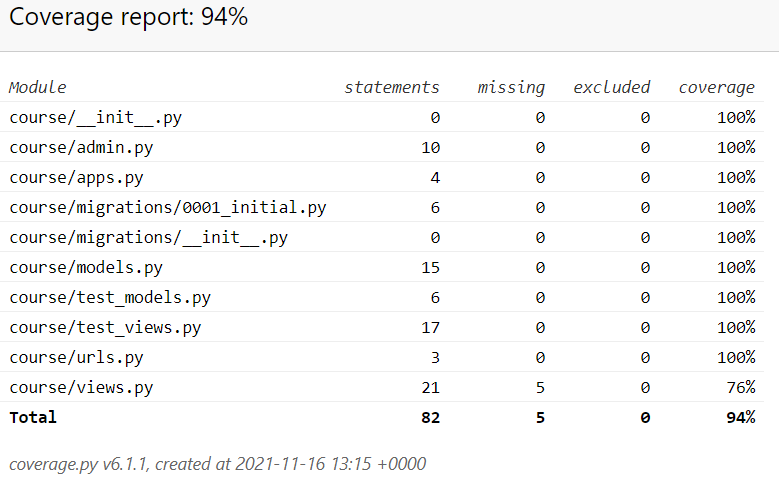 Coverage report: 94%
Module statements missing excluded coverage
course/__init__.py 0 0 0 100%
course/admin.py 10 0 0 100%
course/apps.py 4 0 0 100%
course/migrations/0001_initial.py 6 0 0 100%
course/migrations/__init__.py 0 0 0 100%
course/models.py 15 0 0 100%
course/test_models.py 6 0 0 100%
course/test_views.py 17 0 0 100%
course/urls.py 3 0 0 100%
course/views.py 21 5 0 76%
Total 82 5 0 94%
coverage.py v6.1.1, created at 2021-11-16 13:15 +0000